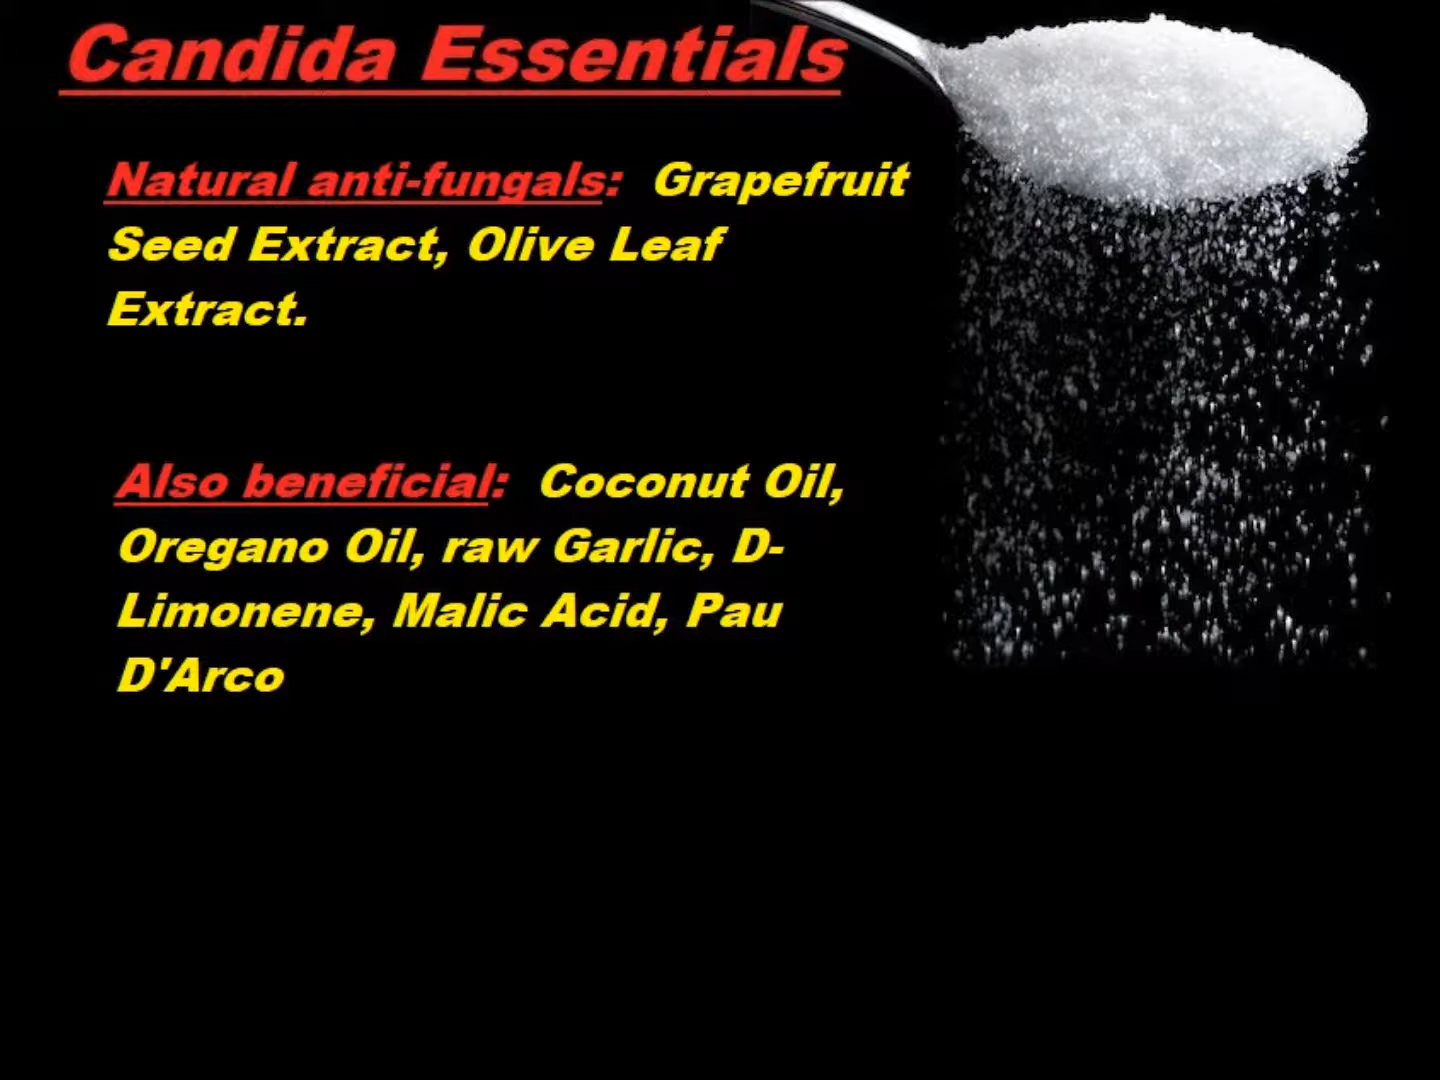 Candida Essentials
Natural anti-fungals: Grapefruit
Seed Extract, Olive Leaf
Extract.
Also beneficial: Coconut Oil,
Oregano Oil, raw Garlic, D-
Limonene, Malic Acid, Pau
D'Arco